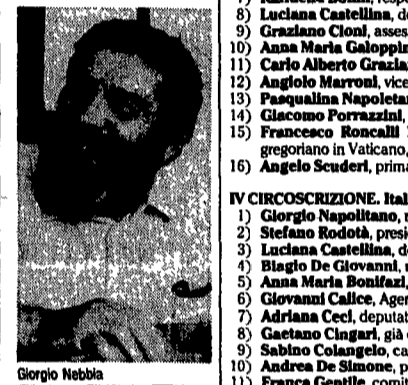 8) Luciana Castellina, d
9) Graziano Cioni, asses
10) Anna Maria Galoppin
11) Carlo Alberto Grazia
12) Angiolo Marroni, vice
13) Pasqualina Napoleta
14) Giacomo Porrazzini,
15) Francesco Roncalli
gregoriano in Vaticano,
16) Angelo Scuderi, prima
IV CIRCOSCRIZIONE. Ital
1) Giorgio Napolitano,
2) Stefano Rodotà, presi
3) Luciana Castellina, d
4) Biagio De Giovanni,
5) Anna Maria Bonifazi,
6) Giovanni Calice, Agen
7) Adriana Ceci, deputat
8) Gaetano Cingari, già
9) Sabino Colangelo, ca
10) Andrea De Simone, p
11) Franca Gentile
Giorgio Nebbia